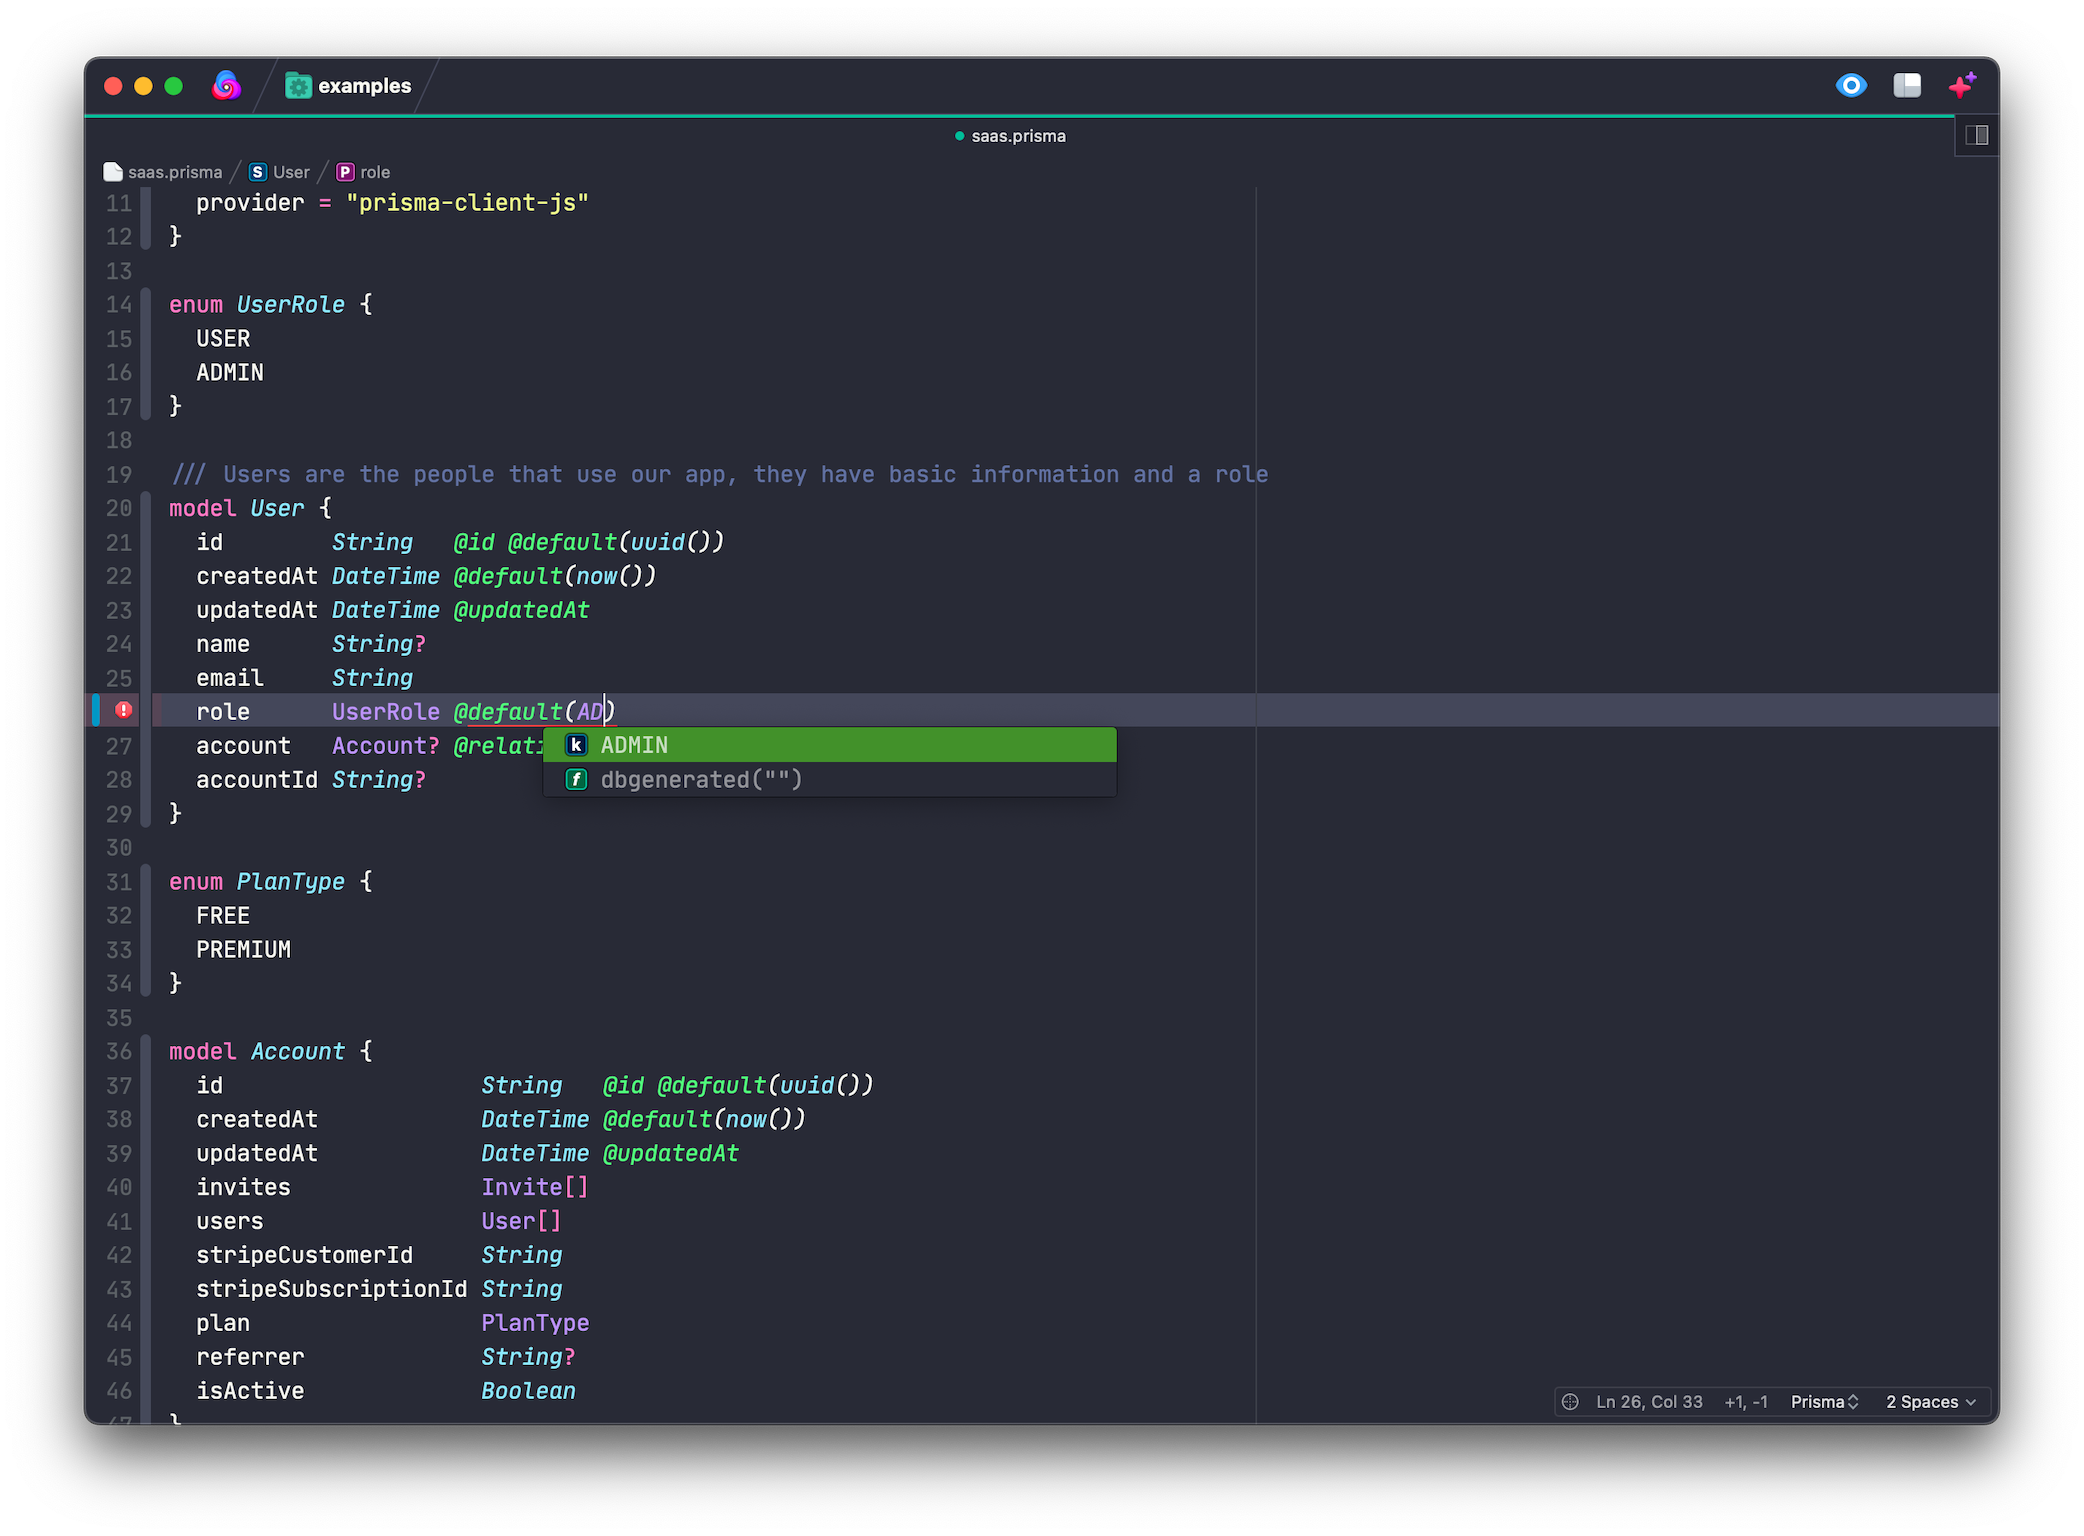 examples
saas.prisma
saas.prisma / S User / P role
11 provider = "prisma-client-js"
12 }
13
14 enum UserRole {
15 USER
16 ADMIN
17 }
18
19 /// Users are the people that use our app, they have basic information and a role
20 model User {
21 id String @id @default(uuid())
22 createdAt DateTime @default(now())
23 updatedAt DateTime @updatedAt
24 name String?
25 email String
role UserRole @default(AD)
27 account Account? @relati
k ADMIN
28 accountId String?
f dbgenerated("")
29 }
30
31 enum PlanType {
32 FREE
33 PREMIUM
34 }
35
36 model Account {
37 id String @id @default(uuid())
38 createdAt DateTime @default(now())
39 updatedAt DateTime @updatedAt
40 invites Invite[]
41 users User[]
42 stripeCustomerId String
43 stripeSubscriptionId String
44 plan PlanType
45 referrer String?
46 isActive Boolean
47 }
Ln 26, Col 33 +1, -1 Prisma 2 Spaces